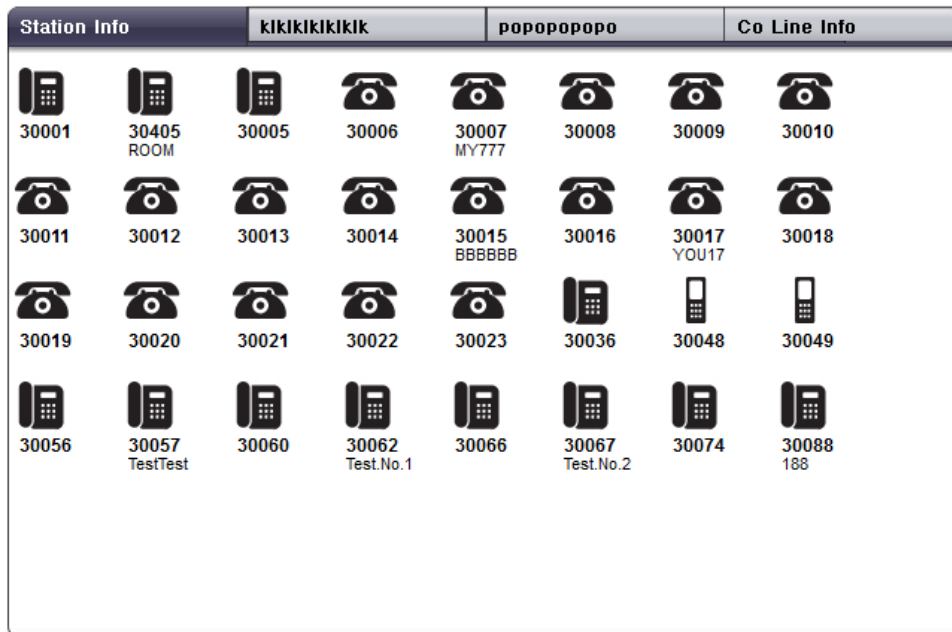 Station Info klklklklklklk popopopopo Co Line Info
30001 30405 30005 30006 30007 30008 30009 30010
ROOM MY777
30011 30012 30013 30014 30015 30016 30017 30018
BBBBBB YOU17
30019 30020 30021 30022 30023 30036 30048 30049
30056 30057 30060 30062 30066 30067 30074 30088
TestTest Test.No.1 Test.No.2 188